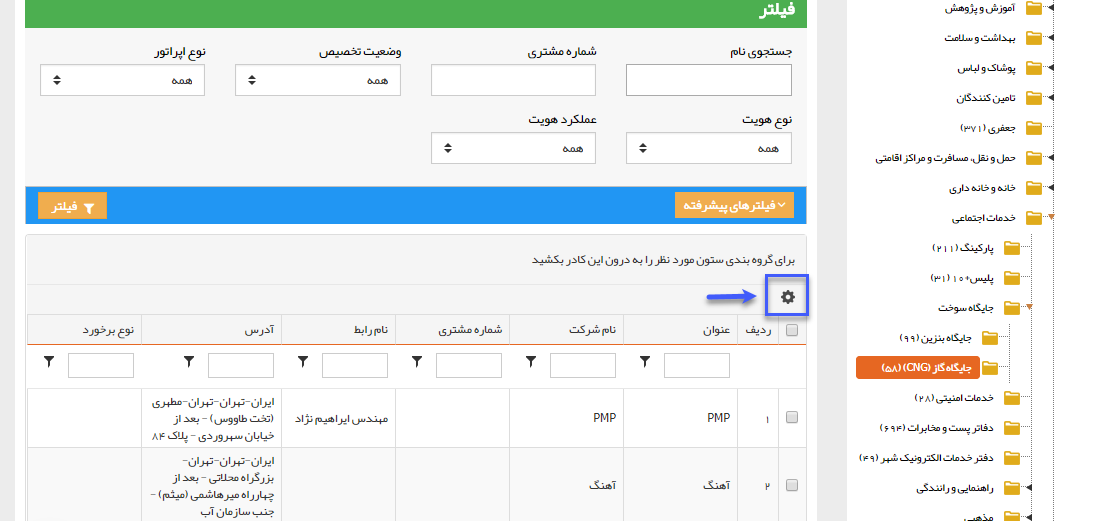 فیلتر
جستجوی نام
شماره مشتری
وضعیت تخصیص
نوع اپراتور
همه
همه
نوع هویت
عملکرد هویت
همه
همه
فیلترهای پیشرفته
فیلتر
برای گروه بندی ستون مورد نظر را به درون این کادر بکشید
ردیف عنوان نام شرکت شماره مشتری نام رابط آدرس نوع برخورد
۱ PMP PMP مهندس ابراهیم نژاد
ایران-تهران-تهران-مطهری
(تخت طاووس) - بعد از
خیابان سهروردی - پلاک ۸۴
۲ آهنگ آهنگ
ایران-تهران-تهران-
بزرگراه محلاتی - بعد از
چهارراه میرهاشمی (میثم) -
جنب سازمان آب
آموزش و پژوهش
بهداشت و سلامت
پوشاک و لباس
تامین کنندگان
جعفری (۳۷۱)
حمل و نقل، مسافرت و مراکز اقامتی
خانه و خانه داری
خدمات اجتماعی
پارکینگ (۲۱۱)
پلیس+۱۰ (۳۱)
جایگاه سوخت
جایگاه بنزین (۹۹)
جایگاه گاز (CNG) (۵۸)
خدمات امنیتی (۲۸)
دفاتر پست و مخابرات (۶۹۴)
دفتر خدمات الکترونیک شهر (۴۹)
راهنمایی و رانندگی
مذهبی